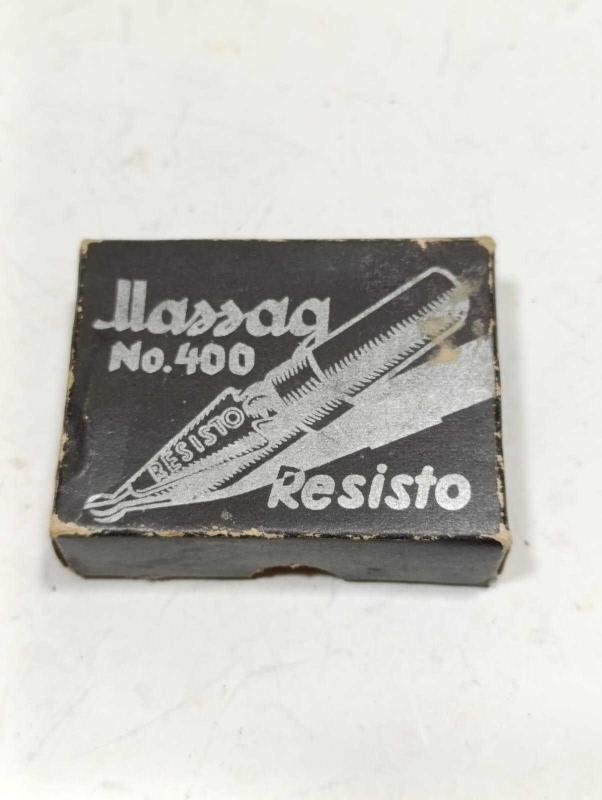 Massag
No. 400
RESISTO
Resisto